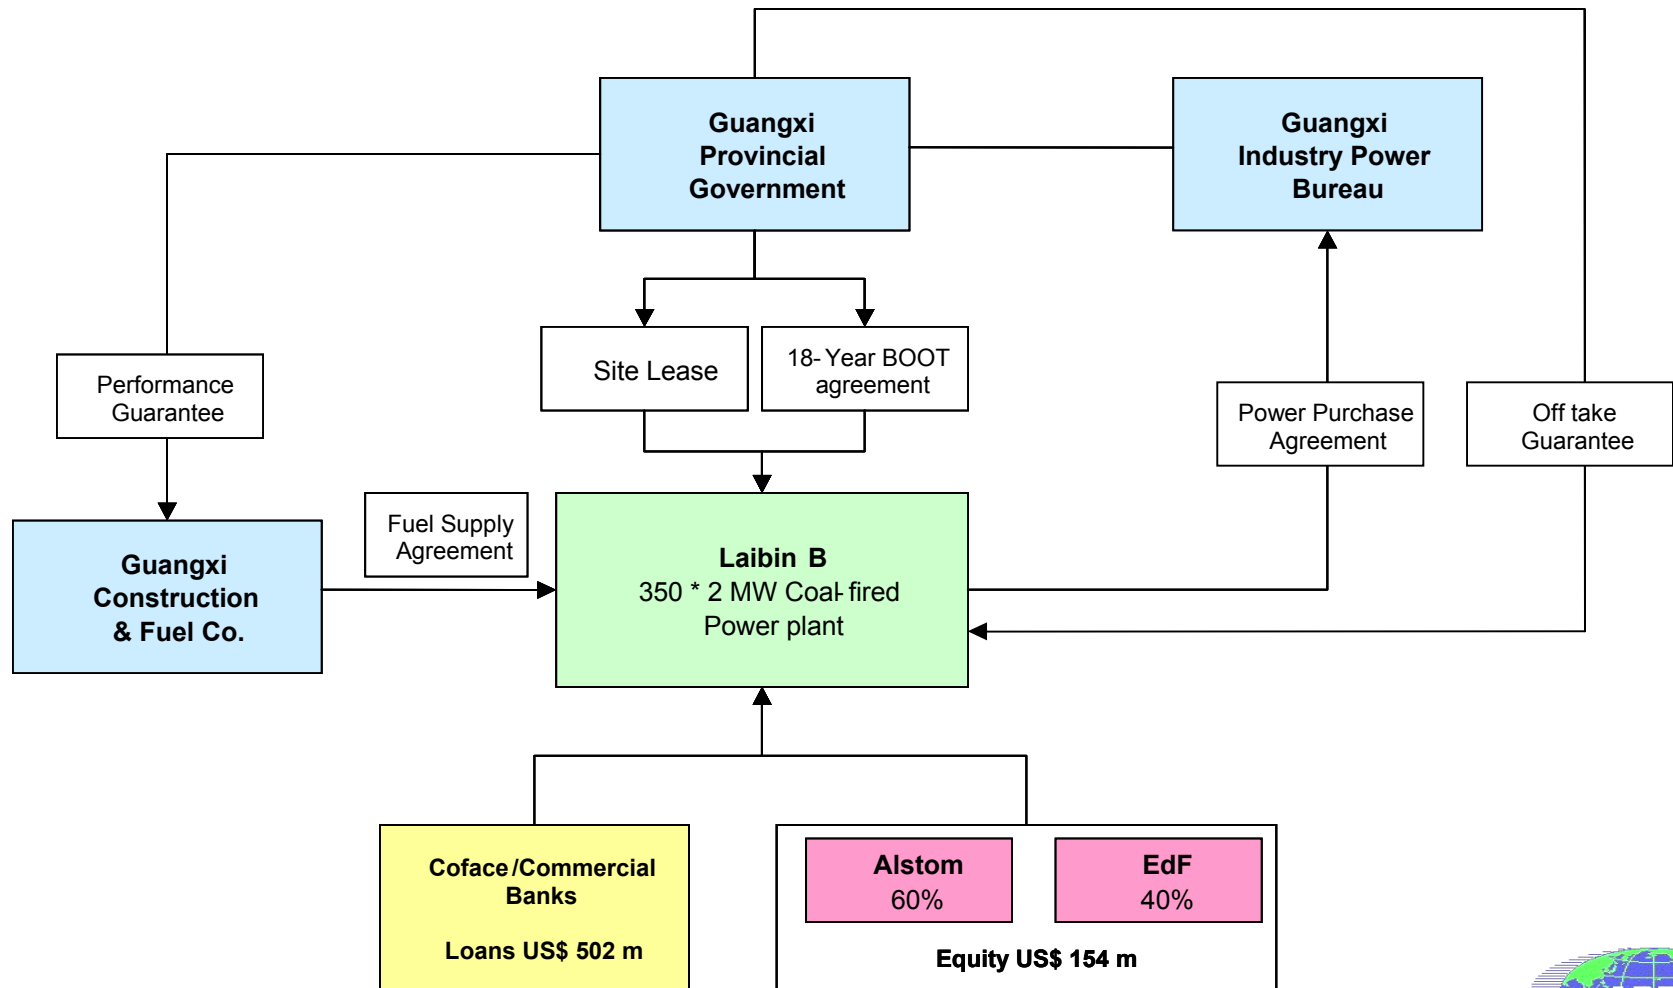 Guangxi
Provincial
Government
Guangxi
Industry Power
Bureau
Performance
Guarantee
Site Lease
18- Year BOOT
agreement
Power Purchase
Agreement
Off take
Guarantee
Guangxi
Construction
& Fuel Co.
Fuel Supply
Agreement
Laibin B
350 * 2 MW Coal-fired
Power plant
Coface/Commercial
Banks
Loans US$ 502 m
Alstom
60%
EdF
40%
Equity US$ 154 m